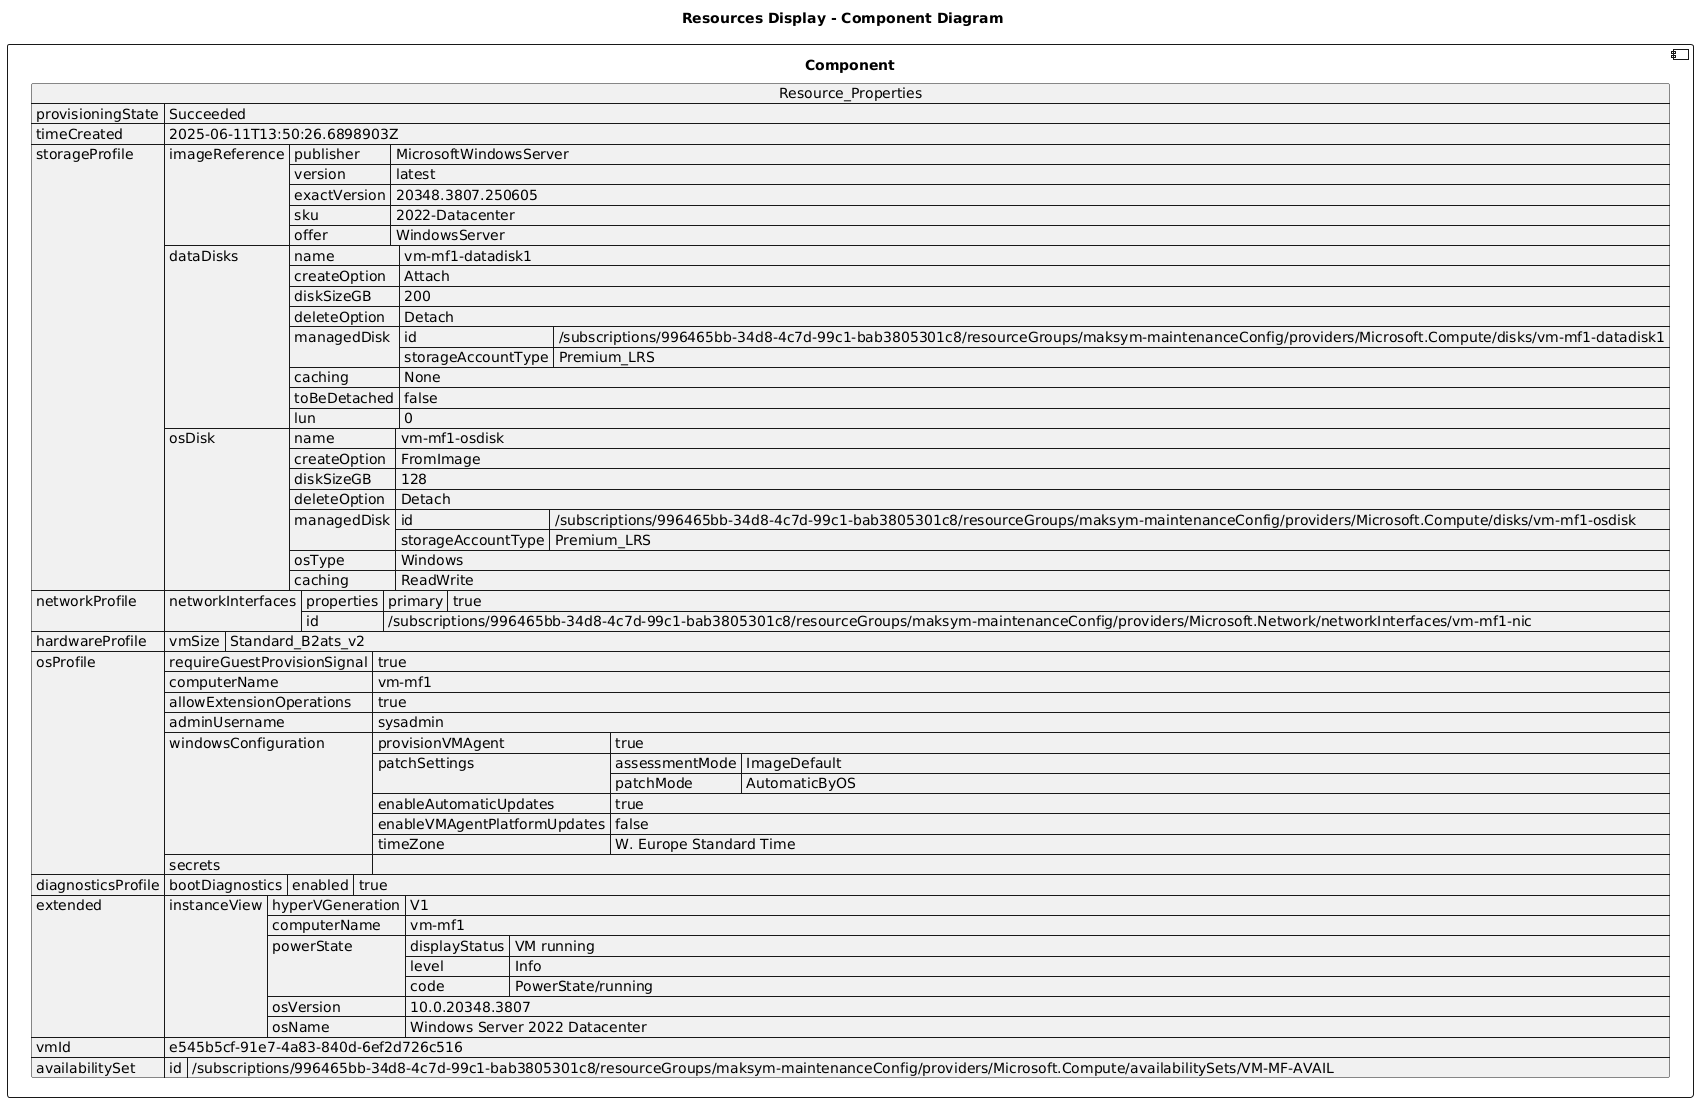 Resources Display - Component Diagram
Component
Resource_Properties
provisioningState Succeeded
timeCreated 2025-06-11T13:50:26.6898903Z
storageProfile imageReference publisher MicrosoftWindowsServer
version latest
exactVersion 20348.3807.250605
sku 2022-Datacenter
offer WindowsServer
dataDisks name vm-mf1-datadisk1
createOption Attach
diskSizeGB 200
deleteOption Detach
managedDisk id /subscriptions/996465bb-34d8-4c7d-99c1-bab3805301c8/resourceGroups/maksym-maintenanceConfig/providers/Microsoft.Compute/disks/vm-mf1-datadisk1
storageAccountType Premium_LRS
caching None
toBeDetached false
lun 0
osDisk name vm-mf1-osdisk
createOption FromImage
diskSizeGB 128
deleteOption Detach
managedDisk id /subscriptions/996465bb-34d8-4c7d-99c1-bab3805301c8/resourceGroups/maksym-maintenanceConfig/providers/Microsoft.Compute/disks/vm-mf1-osdisk
storageAccountType Premium_LRS
osType Windows
caching ReadWrite
networkProfile networkInterfaces properties primary true
id /subscriptions/996465bb-34d8-4c7d-99c1-bab3805301c8/resourceGroups/maksym-maintenanceConfig/providers/Microsoft.Network/networkInterfaces/vm-mf1-nic
hardwareProfile vmSize Standard_B2ats_v2
osProfile requireGuestProvisionSignal true
computerName vm-mf1
allowExtensionOperations true
adminUsername sysadmin
windowsConfiguration provisionVMAgent true
patchSettings assessmentMode ImageDefault
patchMode AutomaticByOS
enableAutomaticUpdates true
enableVMAgentPlatformUpdates false
timeZone W. Europe Standard Time
secrets
diagnosticsProfile bootDiagnostics enabled true
extended instanceView hyperVGeneration V1
computerName vm-mf1
powerState displayStatus VM running
level Info
code PowerState/running
osVersion 10.0.20348.3807
osName Windows Server 2022 Datacenter
vmId e545b5cf-91e7-4a83-840d-6ef2d726c516
availabilitySet id /subscriptions/996465bb-34d8-4c7d-99c1-bab3805301c8/resourceGroups/maksym-maintenanceConfig/providers/Microsoft.Compute/availabilitySets/VM-MF-AVAIL